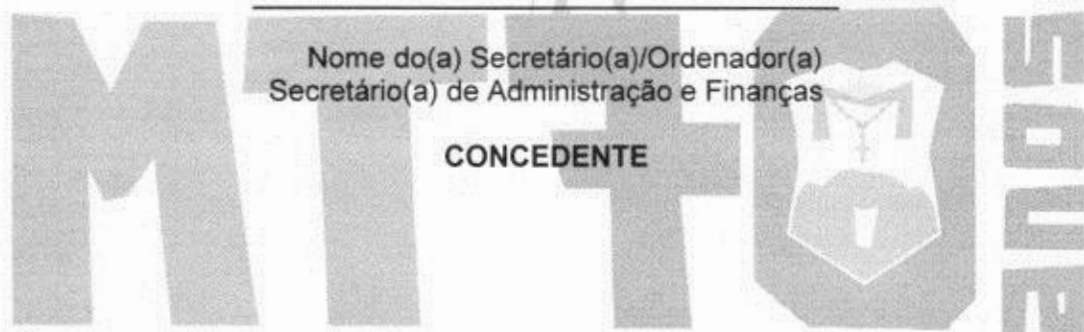 Nome do(a) Secretário(a)/Ordenador(a)
Secretário(a) de Administração e Finanças
CONCEDENTE